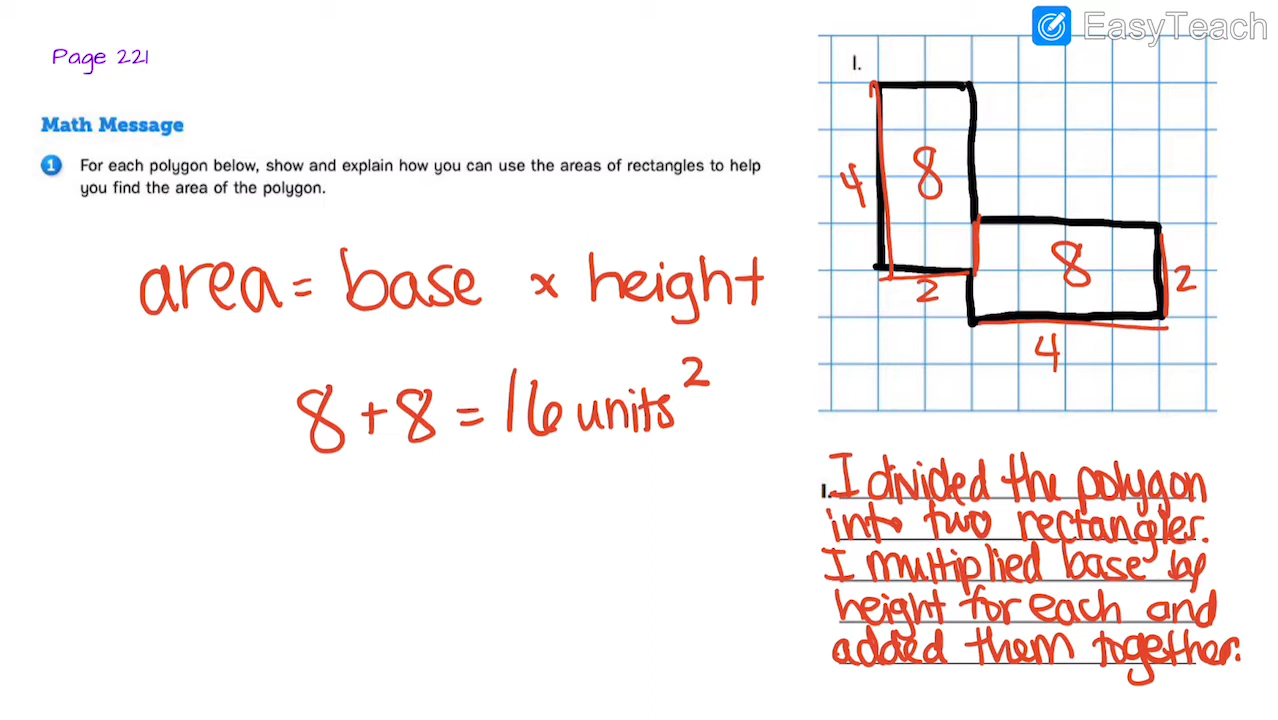 EasyTeach
Page 221
Math Message
1 For each polygon below, show and explain how you can use the areas of rectangles to help
you find the area of the polygon.
area = base × height
8 + 8 = 16 units²
1.
4
8
2
8
2
4
1. I divided the polygon
into two rectangles.
I multiplied base by
height for each and
added them together.